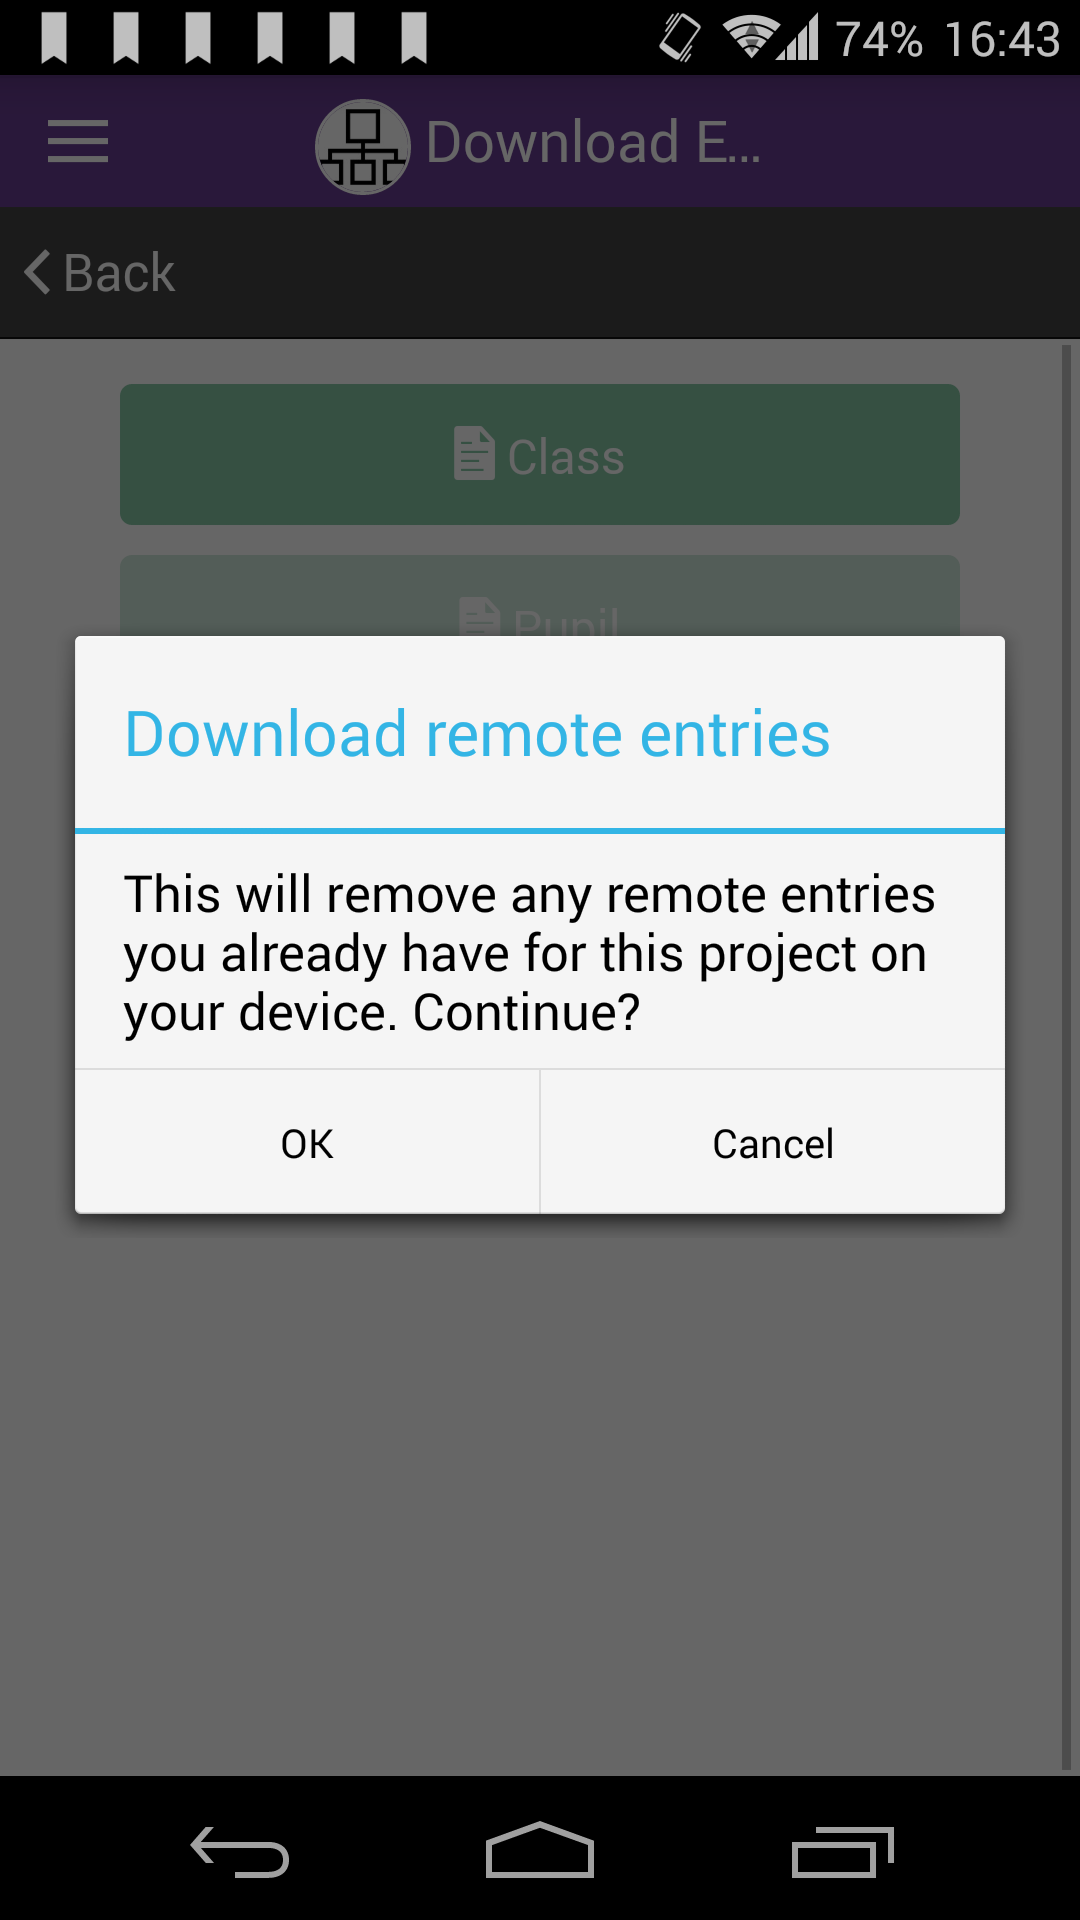 74% 16:43
Download E...
Back
Class
Pupil
Download remote entries
This will remove any remote entries
you already have for this project on
your device. Continue?
OK
Cancel